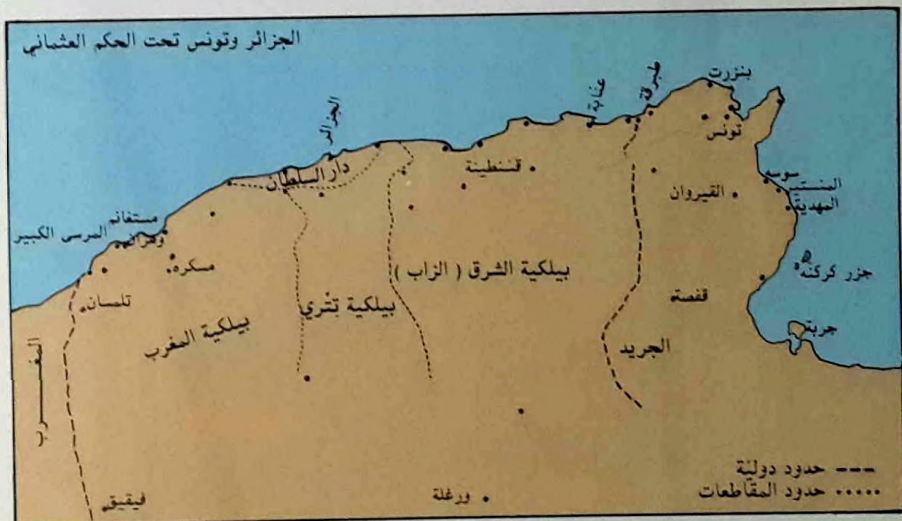 الجزائر وتونس تحت الحكم العثماني
بنزرت
طبرقة
عنابة
الجزائر
تونس
دار السلطان
قسنطينة
سوسة
المنستير
القيروان
المهدية
مستغانم
المرسى الكبير
وهران
جزر كركنة
بيلكية الشرق ( الزاب )
مسكرة
تلمسان
قفصة
بيلكية تتري
جربة
بيلكية المغرب
الجريد
المغرب
حدود دولية
حدود المقاطعات
فيقيق
ورغلة